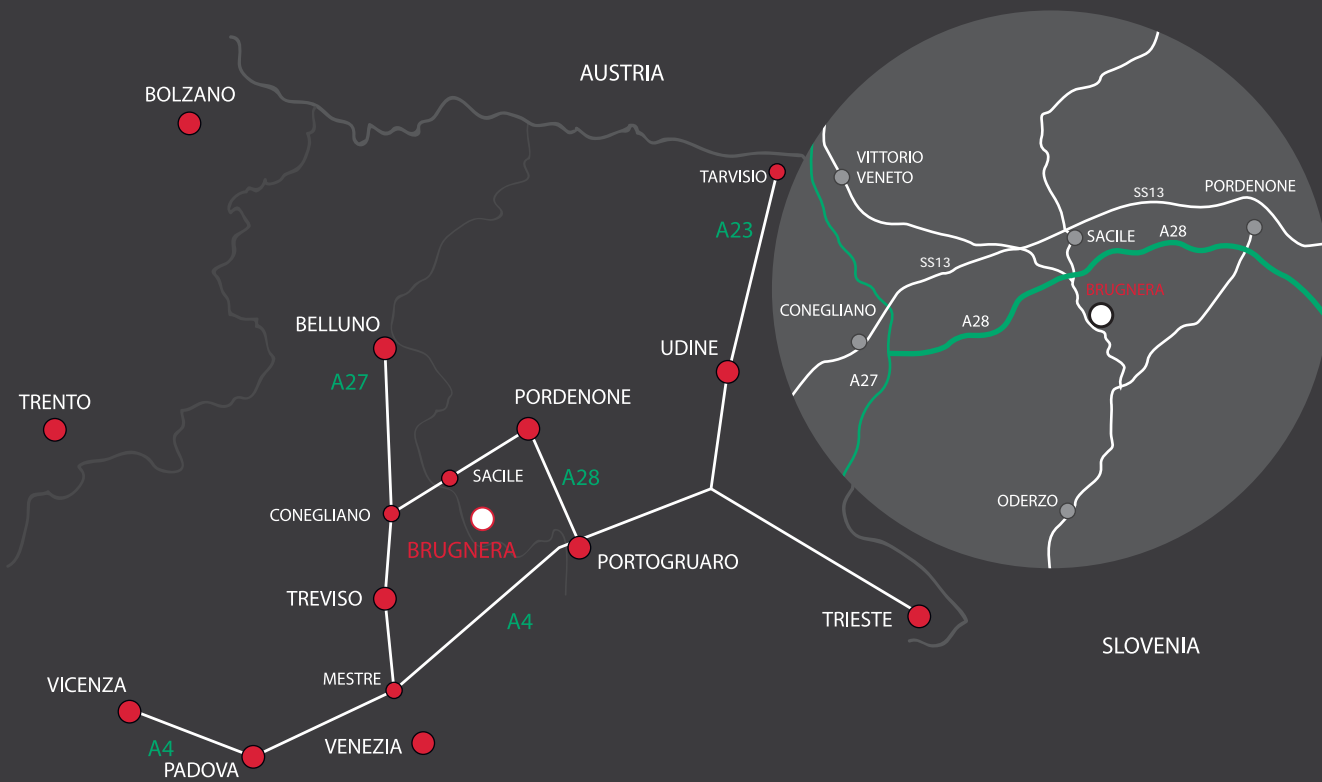 AUSTRIA
BOLZANO
TARVISIO
A23
BELLUNO
A27
UDINE
TRENTO
PORDENONE
SACILE
A28
CONEGLIANO
BRUGNERA
PORTOGRUARO
TREVISO
A4
TRIESTE
SLOVENIA
MESTRE
VICENZA
A4
PADOVA
VENEZIA
VITTORIO
VENETO
SS13
PORDENONE
SACILE
A28
SS13
BRUGNERA
CONEGLIANO
A28
A27
ODERZO